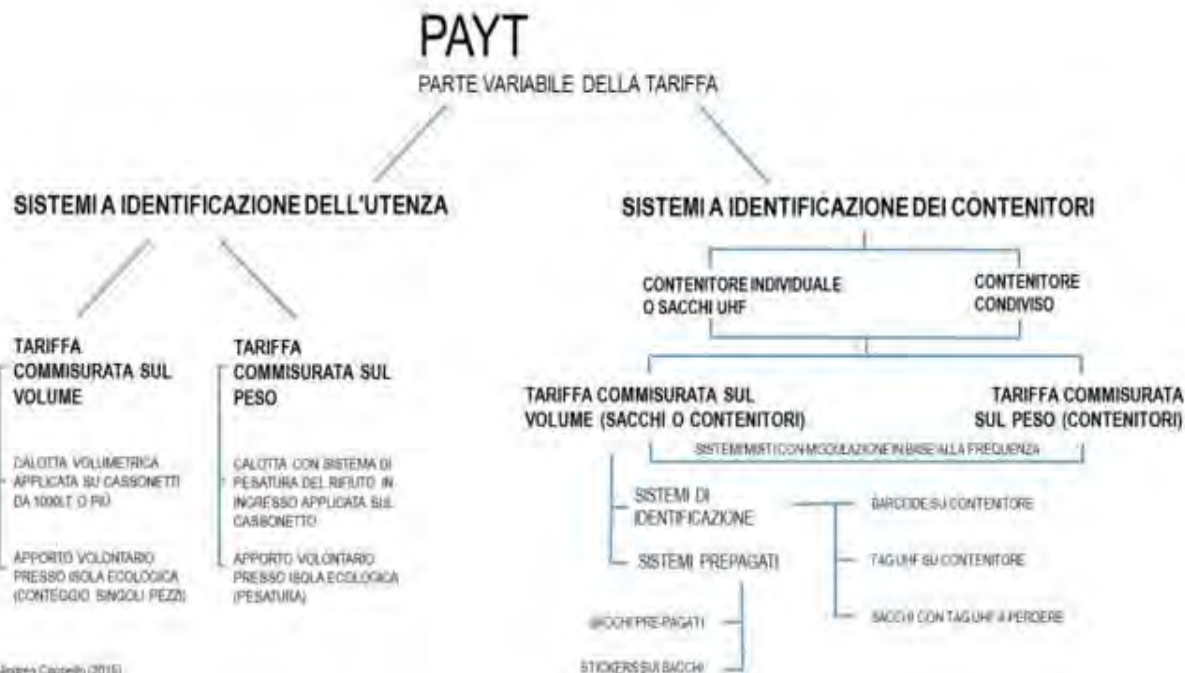 PAYT
PARTE VARIABILE DELLA TARIFFA
SISTEMI A IDENTIFICAZIONE DELL'UTENZA
TARIFFA
COMMISURATA SUL
VOLUME
CALOTTA VOLUMETRICA
APPLICATA SU CASSONETTI
DA 1000LT O PIÙ
APPORTO VOLONTARIO
PRESSO ISOLA ECOLOGICA
(CONTEGGIO SINGOLI PEZZI)
TARIFFA
COMMISURATA SUL
PESO
CALOTTA CON SISTEMA DI
PESATURA DEL RIFIUTO IN
INGRESSO APPLICATA SUL
CASSONETTO
APPORTO VOLONTARIO
PRESSO ISOLA ECOLOGICA
(PESATURA)
SISTEMI A IDENTIFICAZIONE DEI CONTENITORI
CONTENITORE INDIVIDUALE
O SACCHI UHF
CONTENITORE
CONDIVISO
TARIFFA COMMISURATA SUL
VOLUME (SACCHI O CONTENITORI)
TARIFFA COMMISURATA
SUL PESO (CONTENITORI)
SISTEMI MISTI CON MODULAZIONE IN BASE ALLA FREQUENZA
SISTEMI DI
IDENTIFICAZIONE
BARCODE SU CONTENITORE
TAG UHF SU CONTENITORE
SACCHI CON TAG UHF A PERDERE
SISTEMI PREPAGATI
SACCHI PRE-PAGATI
STICKERS SUI SACCHI
Andrea (2015)